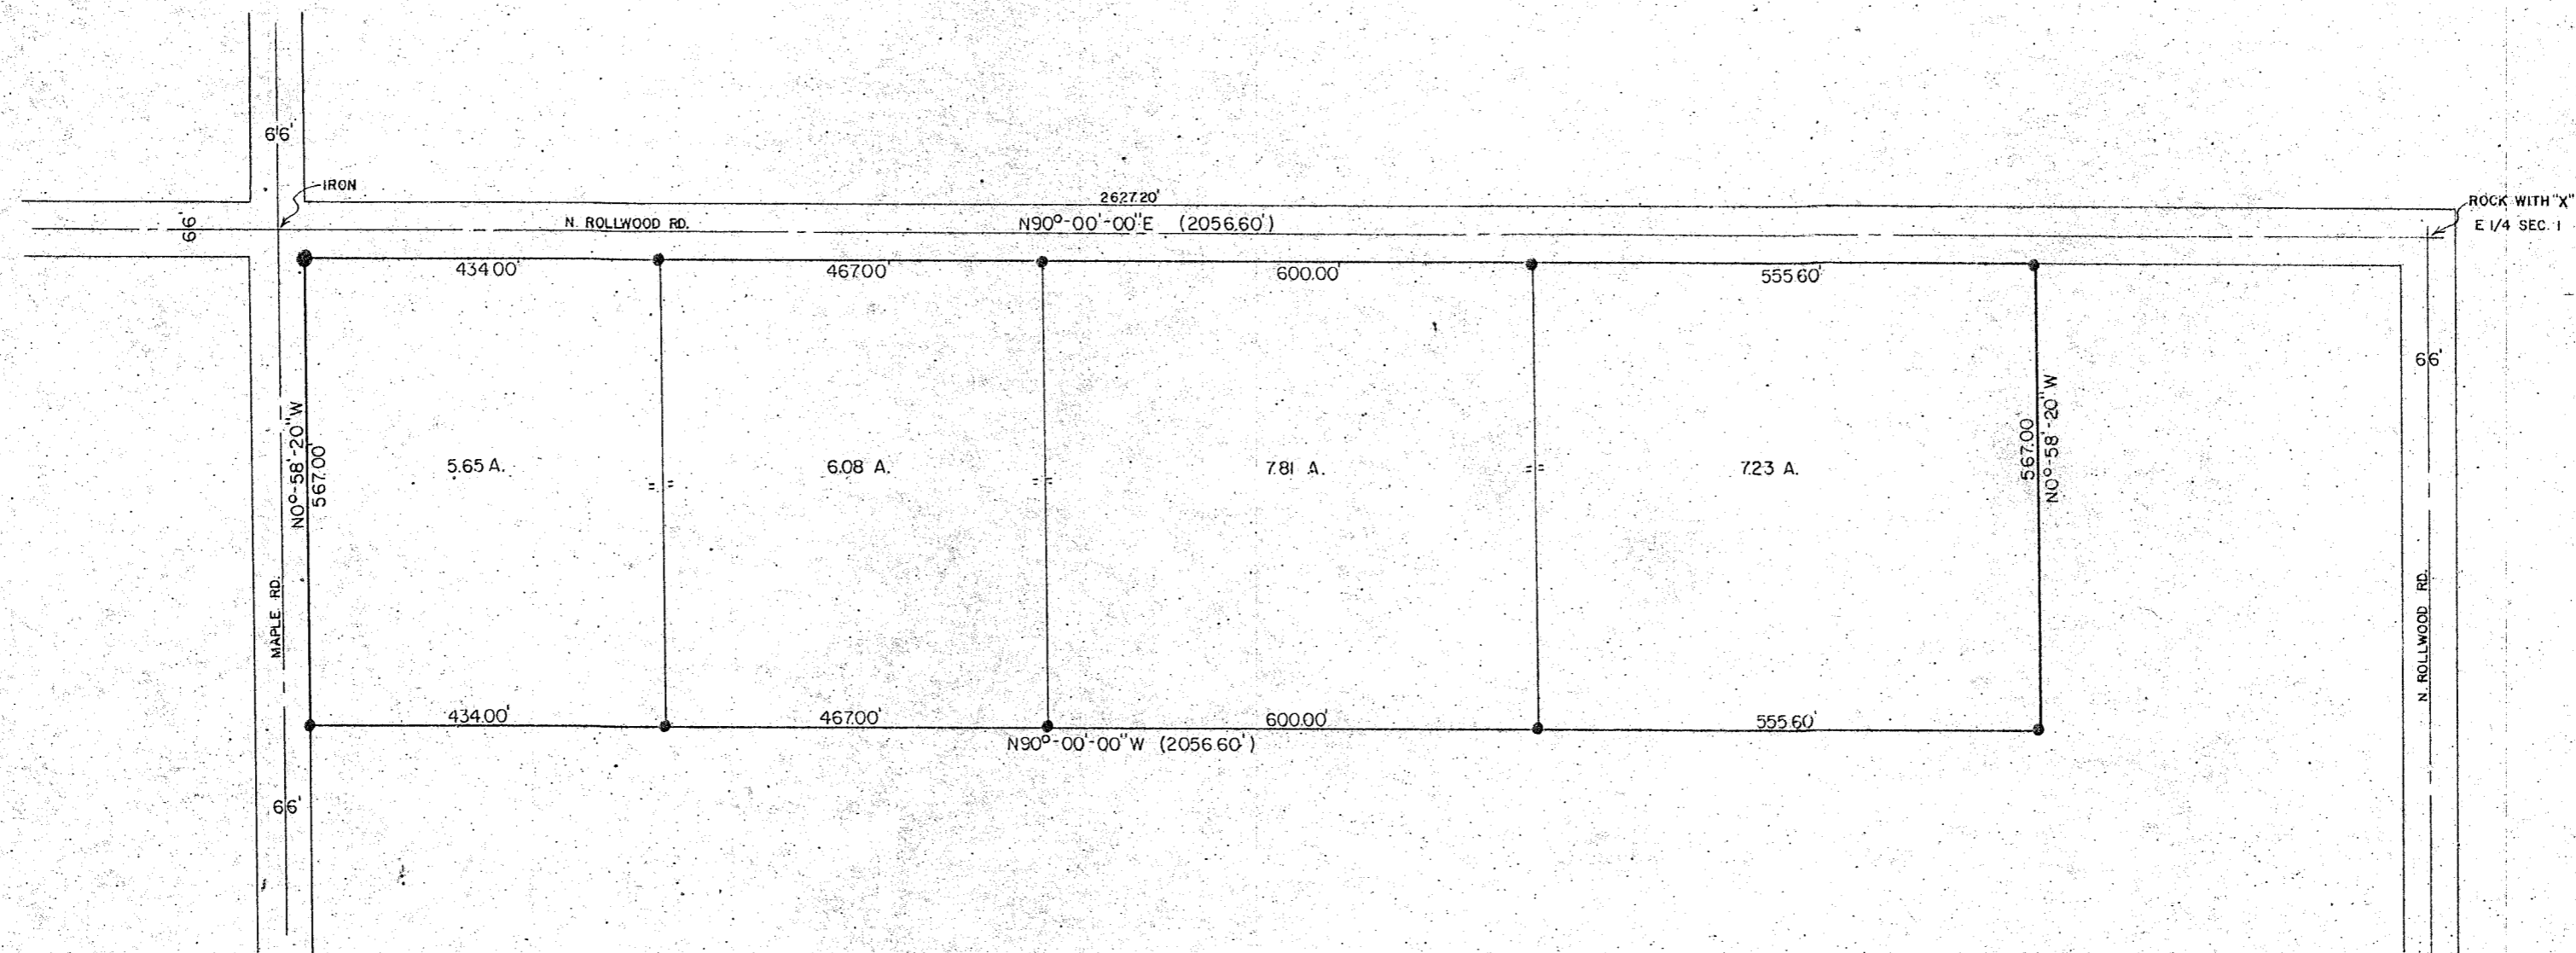 66'
IRON
66'
2627.20'
N. ROLLWOOD RD.
N90°-00'-00"E (2056.60')
ROCK WITH "X"
E 1/4 SEC. 1
434.00'
467.00'
600.00'
555.60'
66'
N0°-58'-20"W
567.00'
5.65 A.
6.08 A.
7.81 A.
7.23 A.
567.00'
N0°-58'-20"W
MAPLE RD.
N. ROLLWOOD RD.
434.00'
467.00'
600.00'
555.60'
N90°-00'-00"W (2056.60')
66'